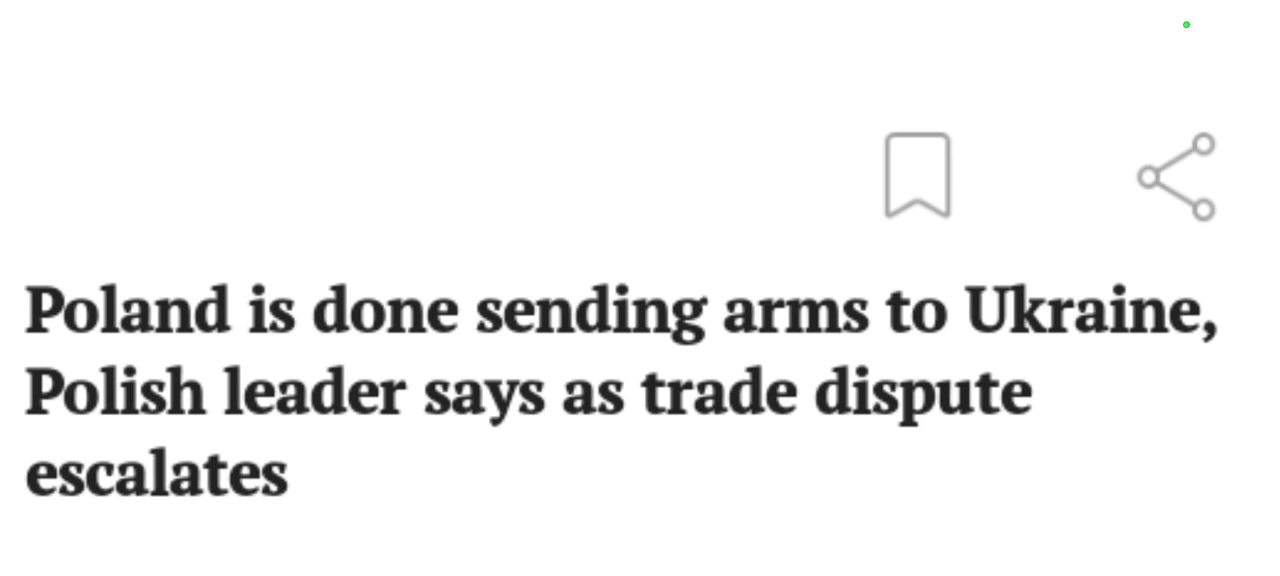 Poland is done sending arms to Ukraine,
Polish leader says as trade dispute
escalates